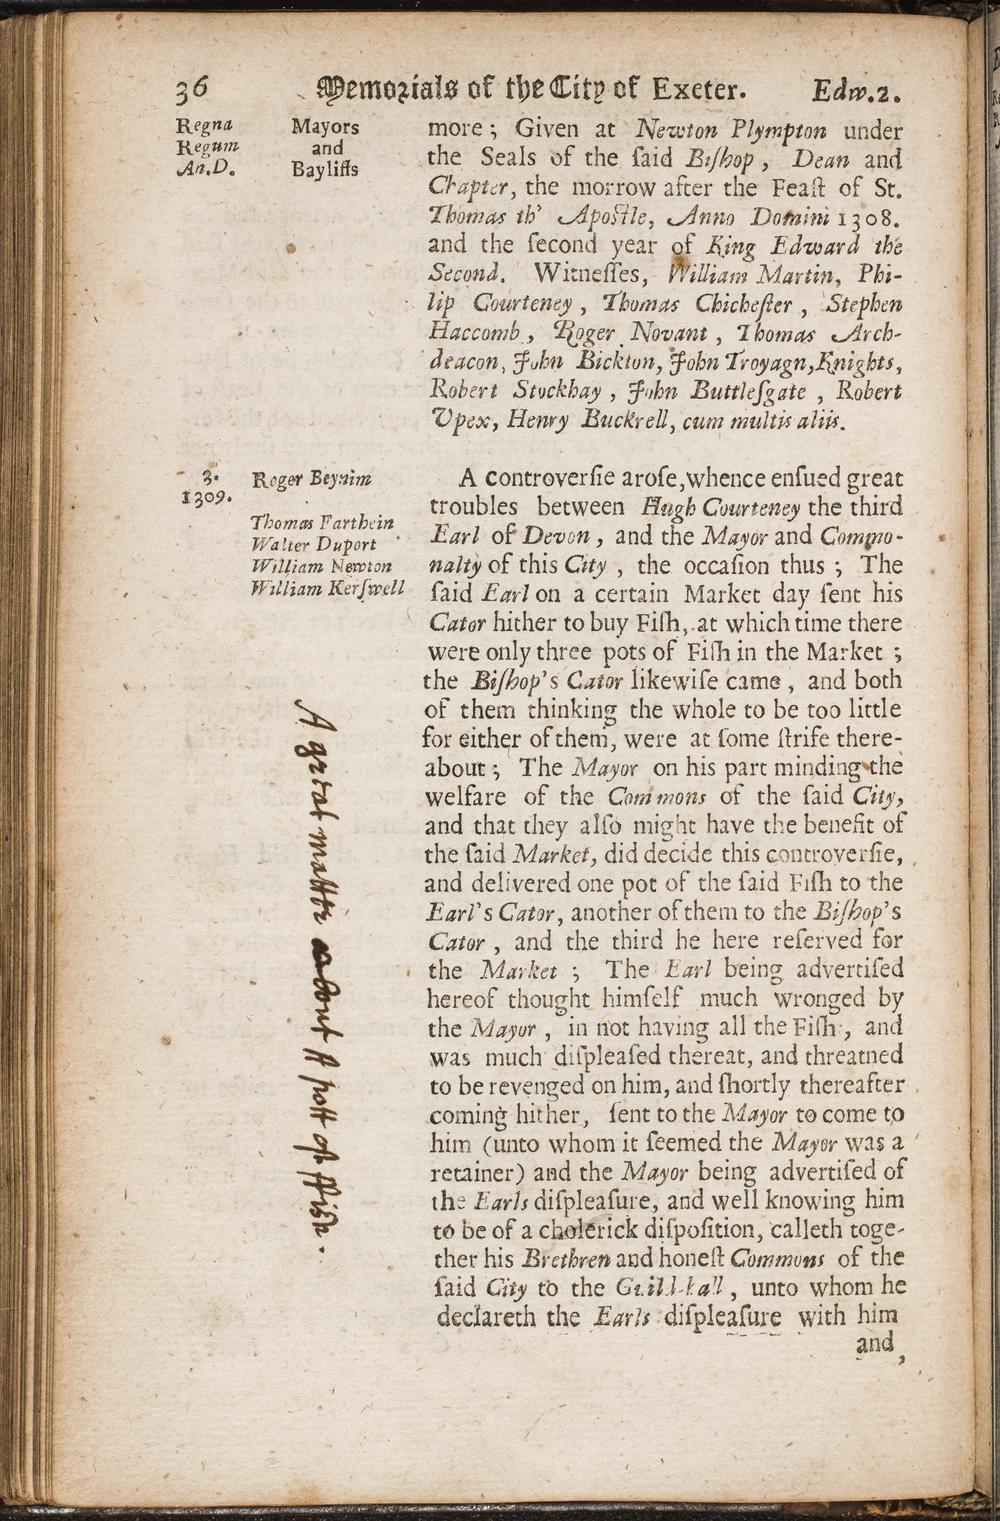 36 Memorials of the City of Exeter. Edw.2.
Regna
Regum
An.D.
Mayors
and
Bayliffs
more; Given at Newton Plympton under
the Seals of the ſaid Biſhop, Dean and
Chapter, the morrow after the Feaſt of St.
Thomas th' Apoſtle, Anno Domini 1308.
and the ſecond year of King Edward the
Second. Witneſſes, William Martin, Phi-
lip Courteney, Thomas Chicheſter, Stephen
Haccomb, Roger Novant, Thomas Arch-
deacon, John Bickton, John Troyagn, Knights,
Robert Stockhay, John Buttleſgate, Robert
Vpex, Henry Buckrell, cum multis aliis.
3.
1309.
Roger Beynim
Thomas Farthein
Walter Duport
William Newton
William Kerſwell
A controverſie aroſe, whence enſued great
troubles between Hugh Courteney the third
Earl of Devon, and the Mayor and Commo-
nalty of this City, the occaſion thus; The
ſaid Earl on a certain Market day ſent his
Cator hither to buy Fiſh, at which time there
were only three pots of Fiſh in the Market;
the Biſhop's Cator likewiſe came, and both
of them thinking the whole to be too little
for either of them, were at ſome ſtrife there-
about; The Mayor on his part minding the
welfare of the Commons of the ſaid City,
and that they alſo might have the benefit of
the ſaid Market, did decide this controverſie,
and delivered one pot of the ſaid Fiſh to the
Earl's Cator, another of them to the Biſhop's
Cator, and the third he here reſerved for
the Market; The Earl being advertiſed
hereof thought himſelf much wronged by
the Mayor, in not having all the Fiſh, and
was much diſpleaſed thereat, and threatned
to be revenged on him, and ſhortly thereafter
coming hither, ſent to the Mayor to come to
him (unto whom it ſeemed the Mayor was a
retainer) and the Mayor being advertiſed of
the Earls diſpleaſure, and well knowing him
to be of a cholerick diſpoſition, calleth toge-
ther his Brethren and honeſt Commons of the
ſaid City to the Guild-hall, unto whom he
declareth the Earls diſpleaſure with him
and,
A great matter about A pott of ffish.